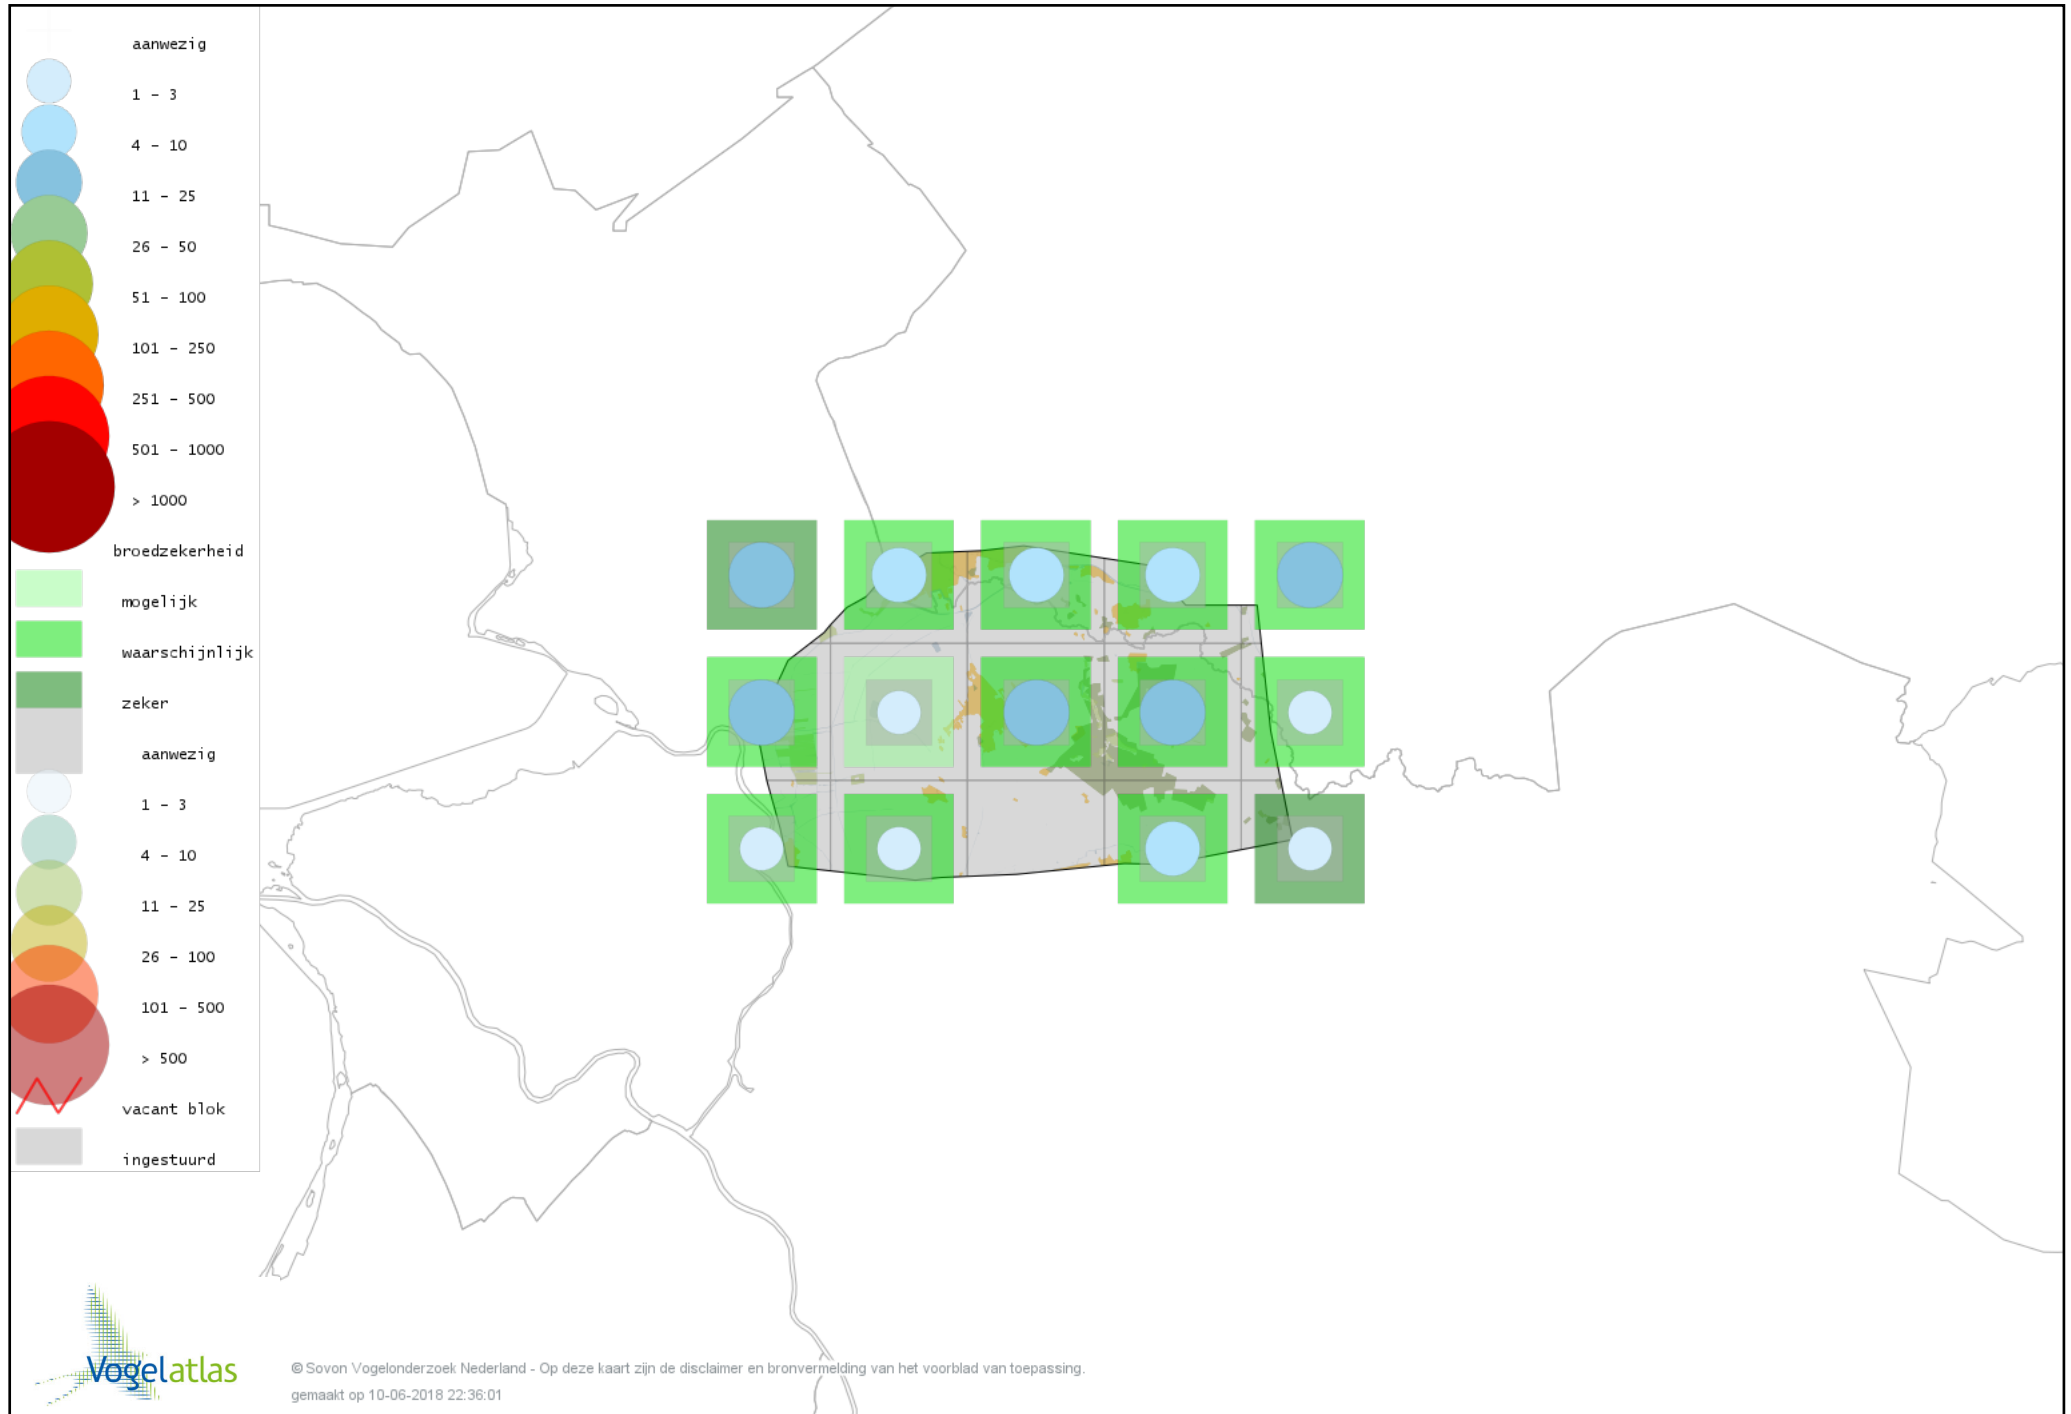 aanwezig
1 - 3
4 - 10
11 - 25
26 - 50
51 - 100
101 - 250
251 - 500
501 - 1000
> 1000
broedzekerheid
mogelijk
waarschijnlijk
zeker
aanwezig
1 - 3
4 - 10
11 - 25
26 - 100
101 - 500
> 500
vacant blok
ingestuurd
Vogelatlas
© Sovon Vogelonderzoek Nederland - Op deze kaart zijn de disclaimer en bronvermelding van het voorblad van toepassing.
gemaakt op 10-06-2018 22:36:01